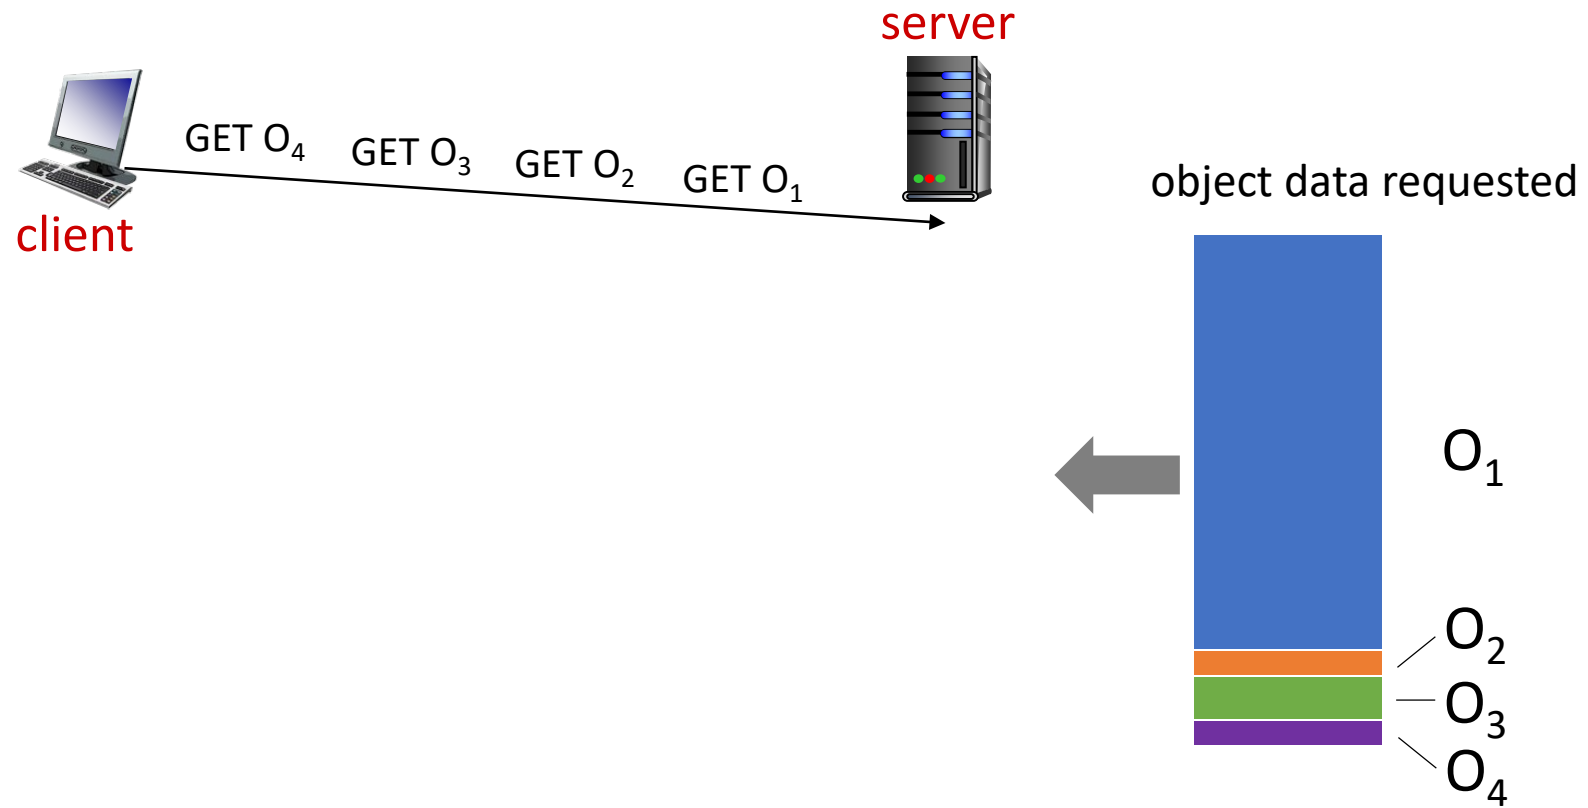 server
GET O₄ GET O₃ GET O₂ GET O₁
object data requested
client
O₁
O₂
O₃
O₄